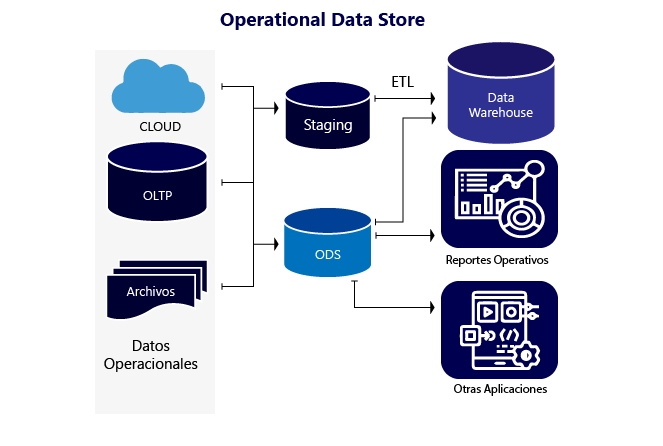 Operational Data Store
CLOUD
OLTP
Archivos
Datos
Operacionales
Staging
ODS
ETL
Data
Warehouse
Reportes Operativos
Otras Aplicaciones